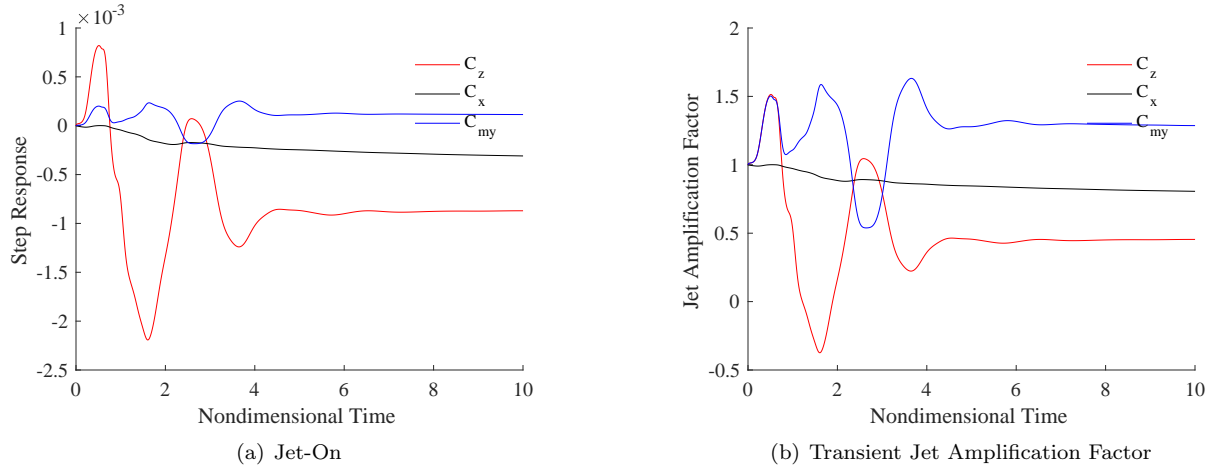 ×10^-3
1
0.5
0
-0.5
-1
-1.5
-2
-2.5
Step Response
C_z
C_x
C_my
0 2 4 6 8 10
Nondimensional Time
(a) Jet-On
2
1.5
1
0.5
0
-0.5
Jet Amplification Factor
C_z
C_x
C_my
0 2 4 6 8 10
Nondimensional Time
(b) Transient Jet Amplification Factor